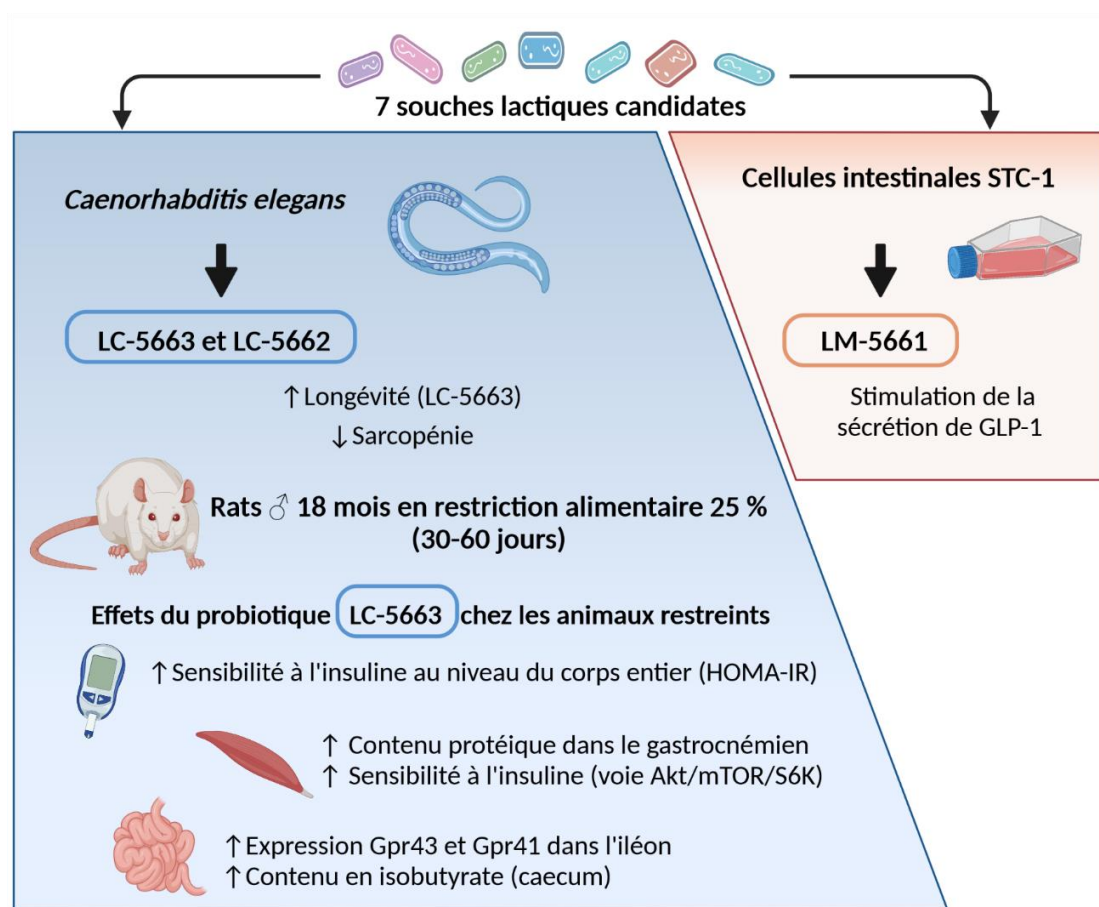 7 souches lactiques candidates
Caenorhabditis elegans
LC-5663 et LC-5662
↑ Longévité (LC-5663)
↓ Sarcopénie
Cellules intestinales STC-1
LM-5661
Stimulation de la
sécrétion de GLP-1
Rats ♂ 18 mois en restriction alimentaire 25 %
(30-60 jours)
Effets du probiotique LC-5663 chez les animaux restreints
↑ Sensibilité à l'insuline au niveau du corps entier (HOMA-IR)
↑ Contenu protéique dans le gastrocnémien
↑ Sensibilité à l'insuline (voie Akt/mTOR/S6K)
↑ Expression Gpr43 et Gpr41 dans l'iléon
↑ Contenu en isobutyrate (caecum)